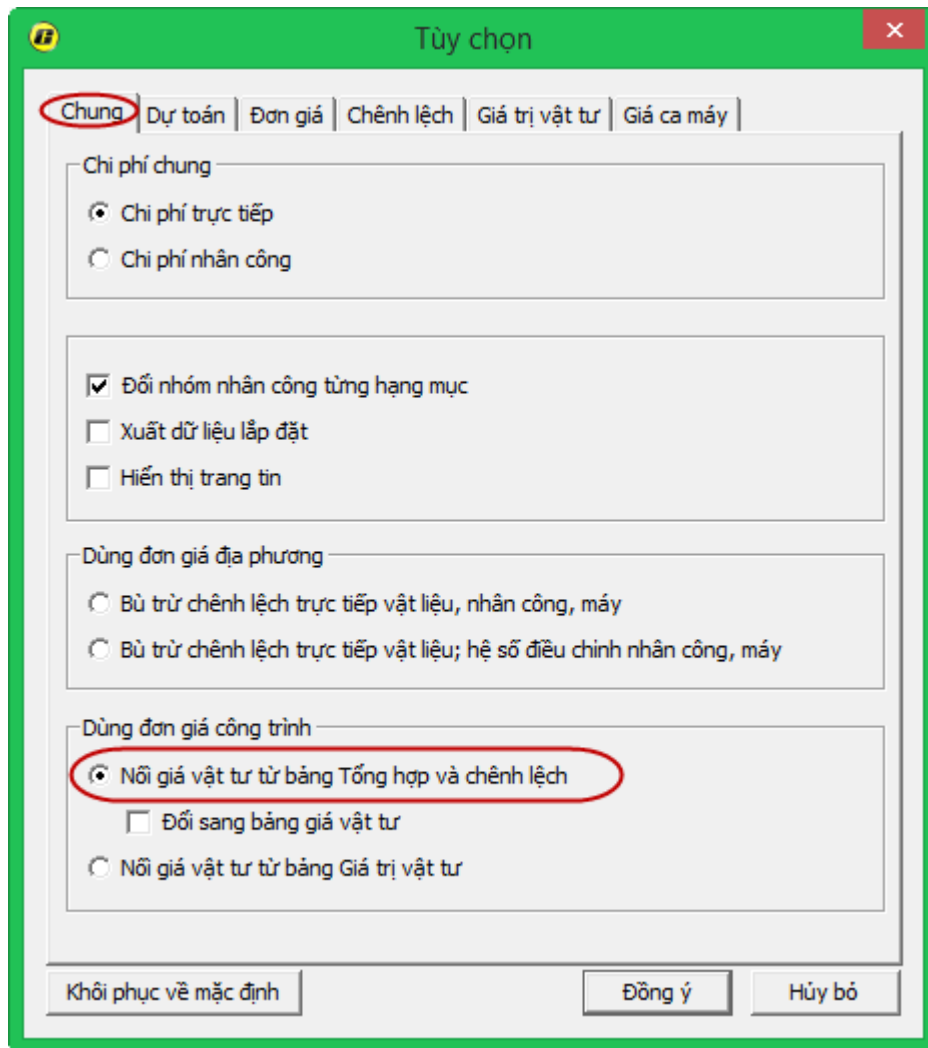 Tùy chọn
Chung Dự toán Đơn giá Chênh lệch Giá trị vật tư Giá ca máy
Chi phí chung
Chi phí trực tiếp
Chi phí nhân công
Đổi nhóm nhân công từng hạng mục
Xuất dữ liệu lắp đặt
Hiển thị trang tin
Dùng đơn giá địa phương
Bù trừ chênh lệch trực tiếp vật liệu, nhân công, máy
Bù trừ chênh lệch trực tiếp vật liệu; hệ số điều chinh nhân công, máy
Dùng đơn giá công trình
Nối giá vật tư từ bảng Tổng hợp và chênh lệch
Đổi sang bảng giá vật tư
Nối giá vật tư từ bảng Giá trị vật tư
Khôi phục về mặc định Đồng ý Hủy bỏ